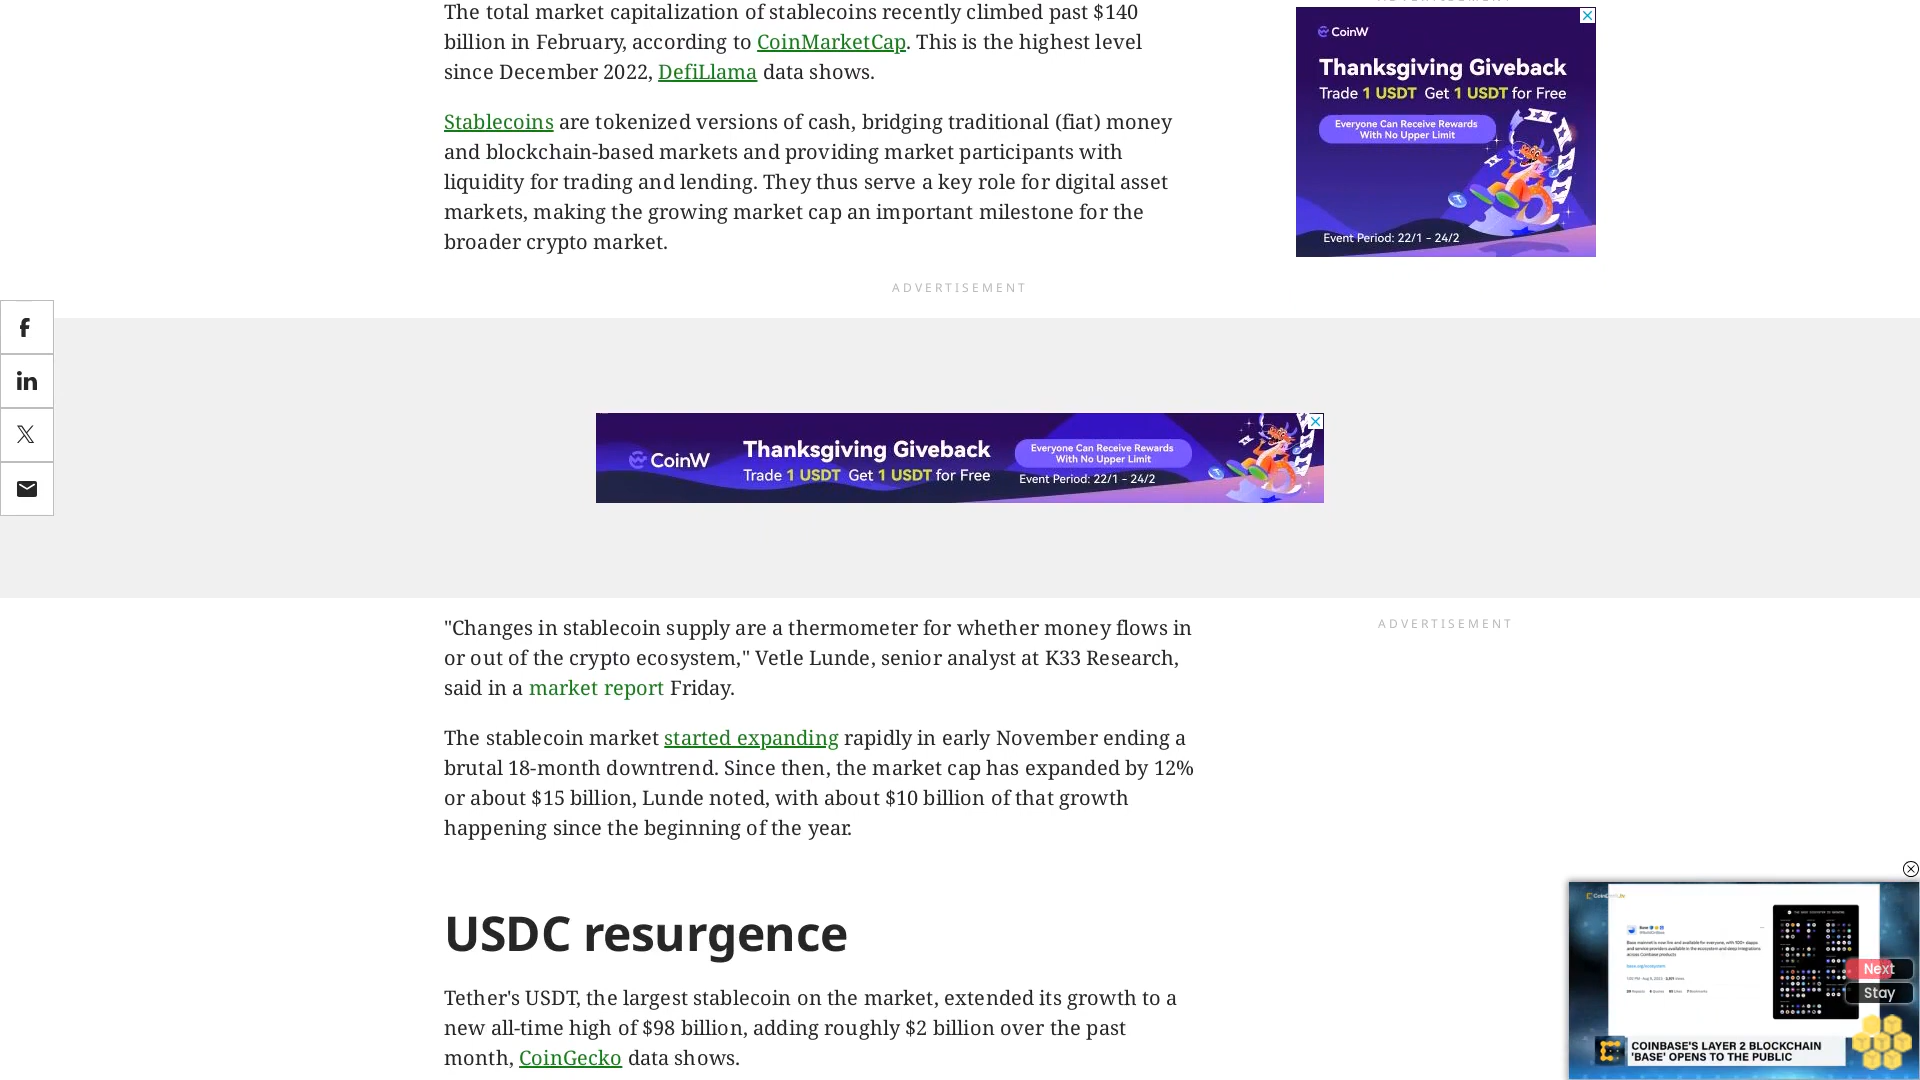 The total market capitalization of stablecoins recently climbed past $140
billion in February, according to CoinMarketCap. This is the highest level
since December 2022, DefiLlama data shows.
Stablecoins are tokenized versions of cash, bridging traditional (fiat) money
and blockchain-based markets and providing market participants with
liquidity for trading and lending. They thus serve a key role for digital asset
markets, making the growing market cap an important milestone for the
broader crypto market.
CoinW
Thanksgiving Giveback
Trade 1 USDT Get 1 USDT for Free
Everyone Can Receive Rewards
With No Upper Limit
Event Period: 22/1 - 24/2
ADVERTISEMENT
CoinW
Thanksgiving Giveback
Trade 1 USDT Get 1 USDT for Free
Everyone Can Receive Rewards
With No Upper Limit
Event Period: 22/1 - 24/2
"Changes in stablecoin supply are a thermometer for whether money flows in
or out of the crypto ecosystem," Vetle Lunde, senior analyst at K33 Research,
said in a market report Friday.
ADVERTISEMENT
The stablecoin market started expanding rapidly in early November ending a
brutal 18-month downtrend. Since then, the market cap has expanded by 12%
or about $15 billion, Lunde noted, with about $10 billion of that growth
happening since the beginning of the year.
USDC resurgence
Tether's USDT, the largest stablecoin on the market, extended its growth to a
new all-time high of $98 billion, adding roughly $2 billion over the past
month, CoinGecko data shows.
Next
Stay
COINBASE'S LAYER 2 BLOCKCHAIN
'BASE' OPENS TO THE PUBLIC